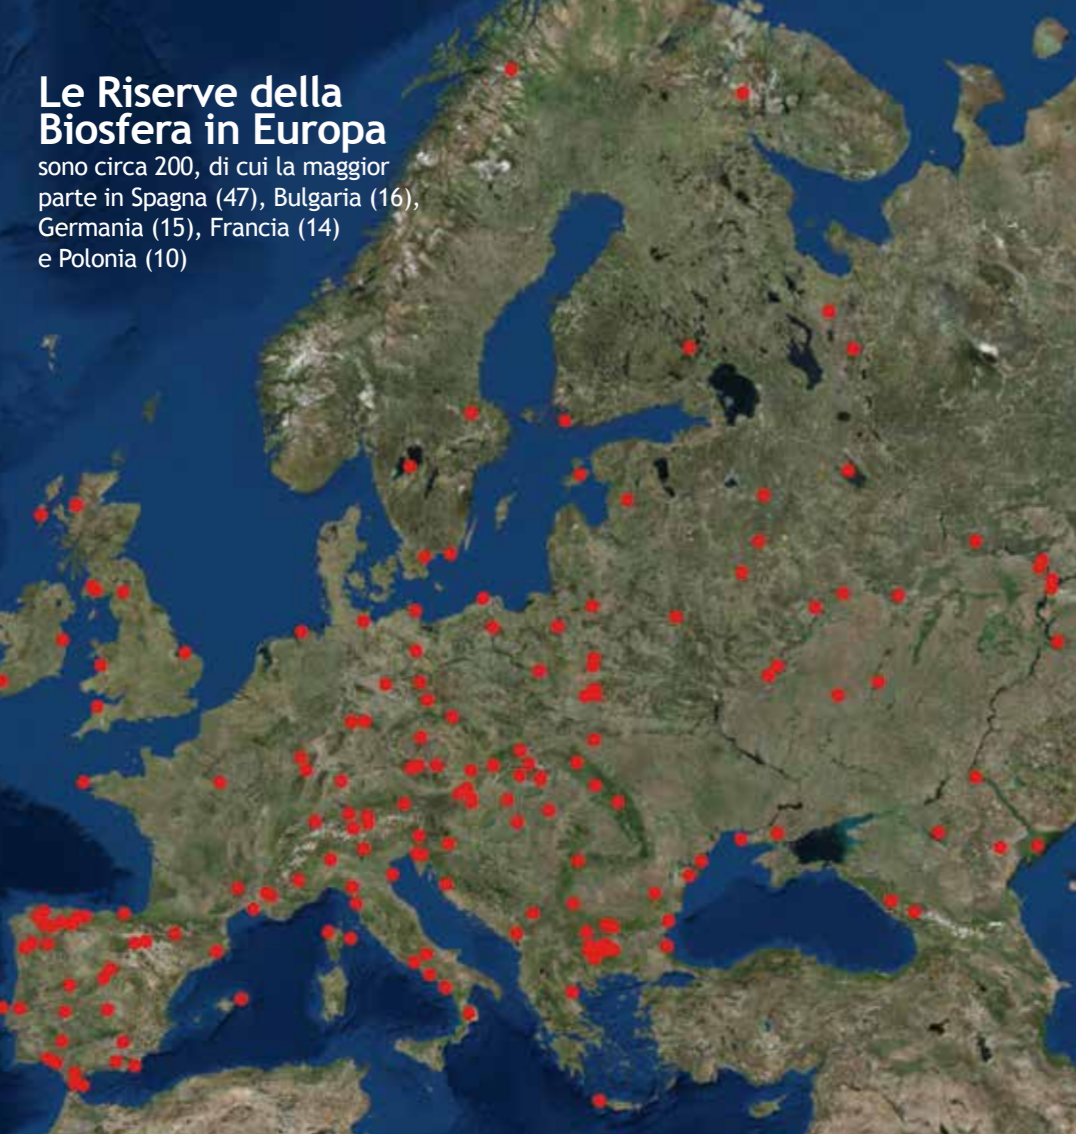 Le Riserve della
Biosfera in Europa
sono circa 200, di cui la maggior
parte in Spagna (47), Bulgaria (16),
Germania (15), Francia (14)
e Polonia (10)